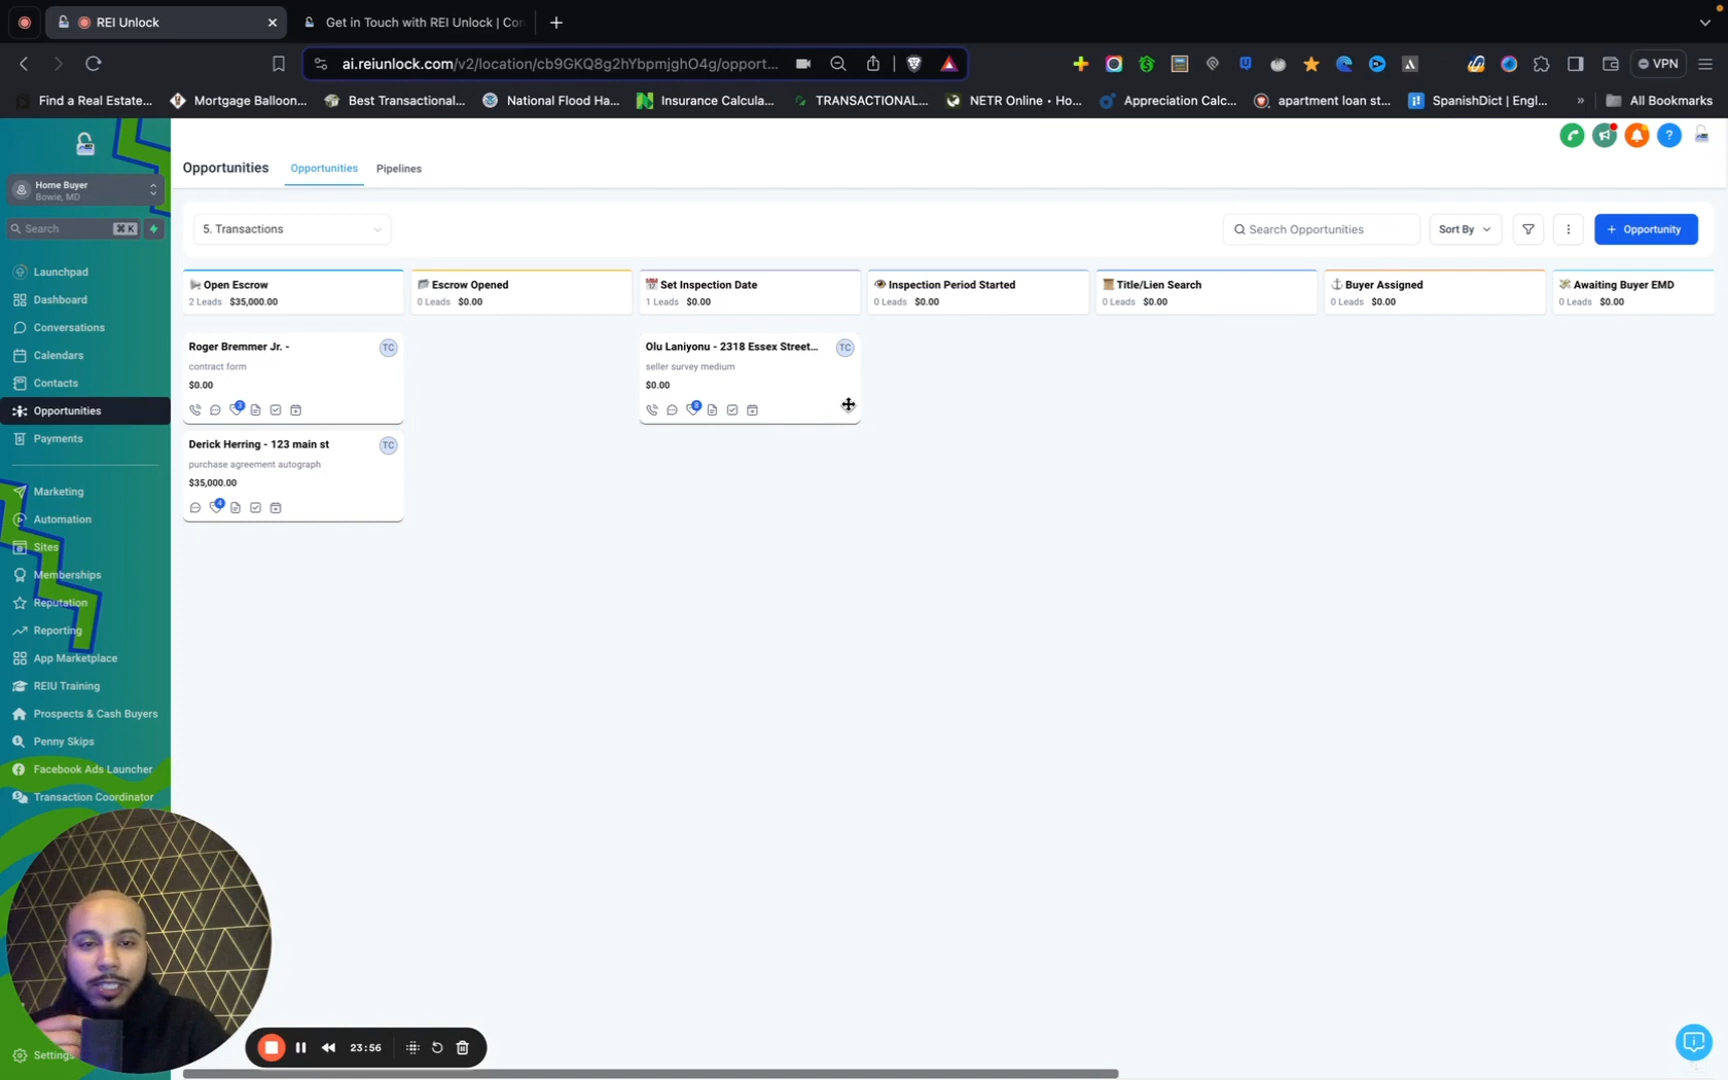 REI Unlock
Get in Touch with REI Unlock | Con
ai.reiunlock.com/v2/location/cb9GKQ8g2hYbpmjghO4g/opport...
VPN
Find a Real Estate...
Mortgage Balloon...
Best Transactional...
National Flood Ha...
Insurance Calcula...
TRANSACTIONAL...
NETR Online • Ho...
Appreciation Calc...
apartment loan st...
SpanishDict | Engl...
»
All Bookmarks
Home Buyer
Bowie, MD
Search
⌘ K
Launchpad
Dashboard
Conversations
Calendars
Contacts
Opportunities
Payments
Marketing
Automation
Sites
Memberships
Reputation
Reporting
App Marketplace
REIU Training
Prospects & Cash Buyers
Penny Skips
Facebook Ads Launcher
Transaction Coordinator
Settings
Opportunities
Opportunities
Pipelines
5. Transactions
Search Opportunities
Sort By
+ Opportunity
Open Escrow
2 Leads $35,000.00
Escrow Opened
0 Leads $0.00
Set Inspection Date
1 Leads $0.00
Inspection Period Started
0 Leads $0.00
Title/Lien Search
0 Leads $0.00
Buyer Assigned
0 Leads $0.00
Awaiting Buyer EMD
0 Leads $0.00
Roger Bremmer Jr. -
TC
contract form
$0.00
3
Derick Herring - 123 main st
TC
purchase agreement autograph
$35,000.00
4
Olu Laniyonu - 2318 Essex Street...
TC
seller survey medium
$0.00
8
23:56